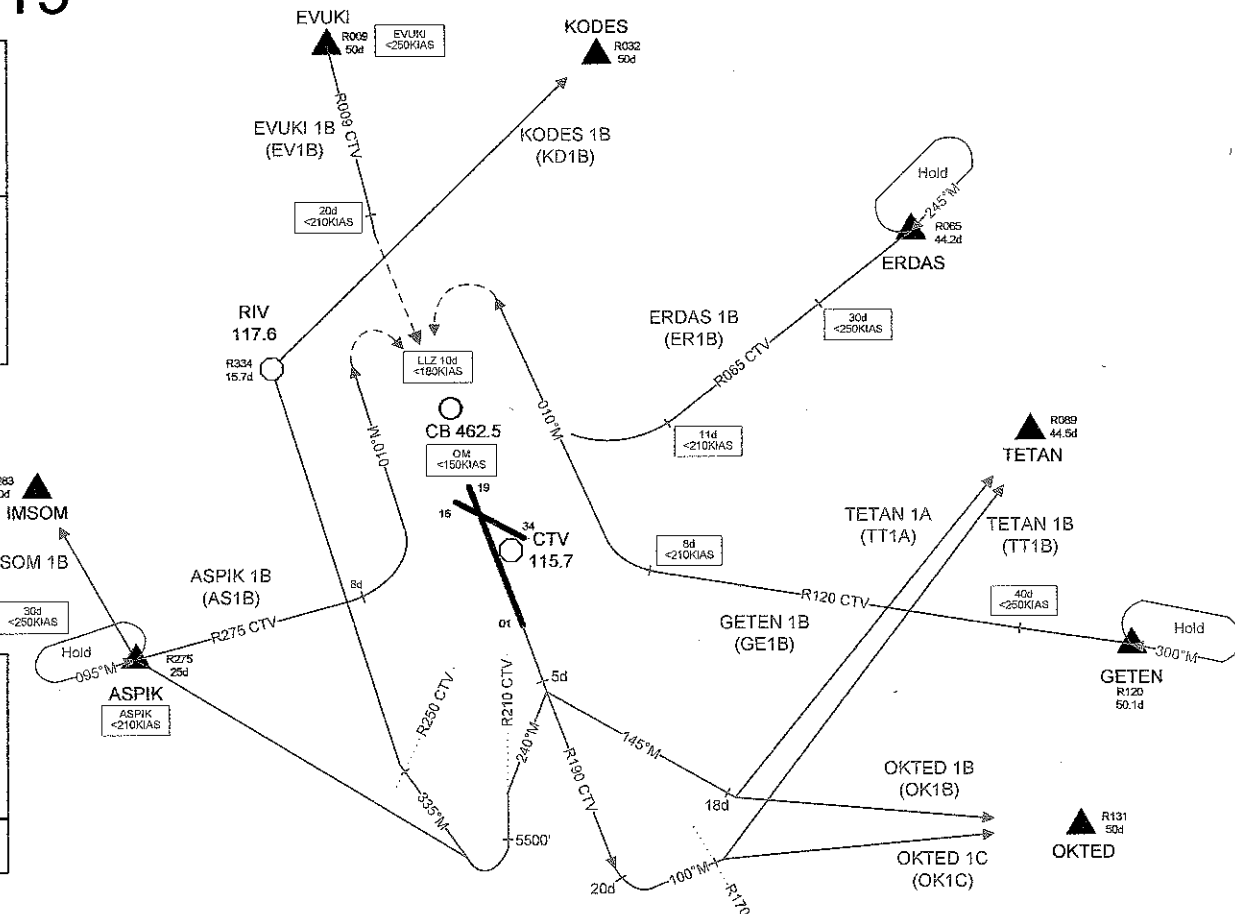 15
EVUKI
R009
50d
EVUKI
<250KIAS
KODES
R032
50d
R009 CTV
EVUKI 1B
(EV1B)
KODES 1B
(KD1B)
20d
<210KIAS
Hold
245°M
R065
44.2d
ERDAS
RIV
117.6
R334
15.7d
ERDAS 1B
(ER1B)
30d
<250KIAS
R065 CTV
LLZ 10d
<180KIAS
CB 462.5
OM
<150KIAS
010°M
010°M
11d
<210KIAS
R089
44.5d
TETAN
IMSOM
19
16
34
CTV
115.7
01
TETAN 1A
(TT1A)
TETAN 1B
(TT1B)
SOM 1B
ASPIK 1B
(AS1B)
8d
8d
<210KIAS
R120 CTV
40d
<250KIAS
30d
<250KIAS
Hold
R275 CTV
095°M
R275
25d
ASPIK
ASPIK
<210KIAS
GETEN 1B
(GE1B)
Hold
300°M
GETEN
R120
50.1d
R250 CTV
R210 CTV
5d
240°M
R190 CTV
145°M
335°M
5500'
18d
OKTED 1B
(OK1B)
R131
50d
OKTED
OKTED 1C
(OK1C)
20d
100°M
R170